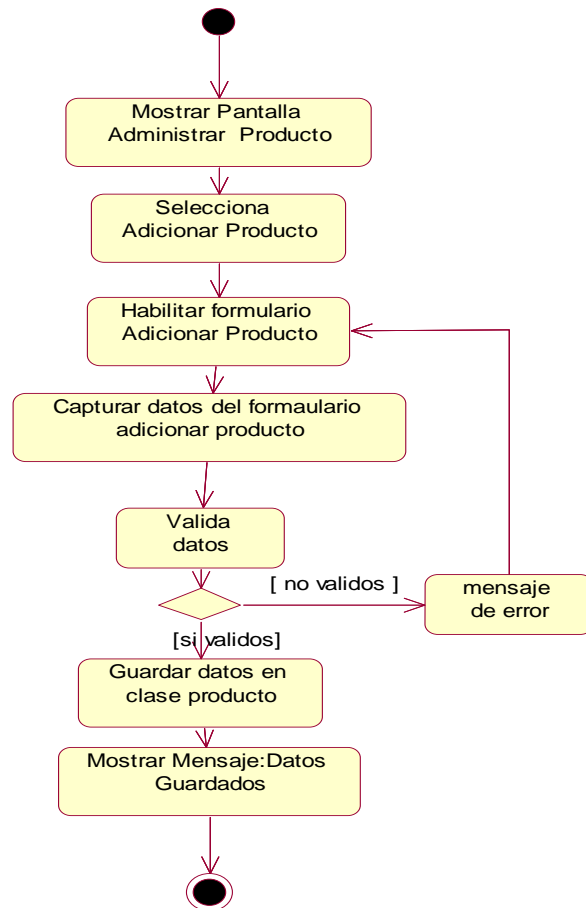 Mostrar Pantalla
Administrar Producto
Selecciona
Adicionar Producto
Habilitar formulario
Adicionar Producto
Capturar datos del formaulario
adicionar producto
Valida
datos
[ no validos ]
mensaje
de error
[si validos]
Guardar datos en
clase producto
Mostrar Mensaje:Datos
Guardados